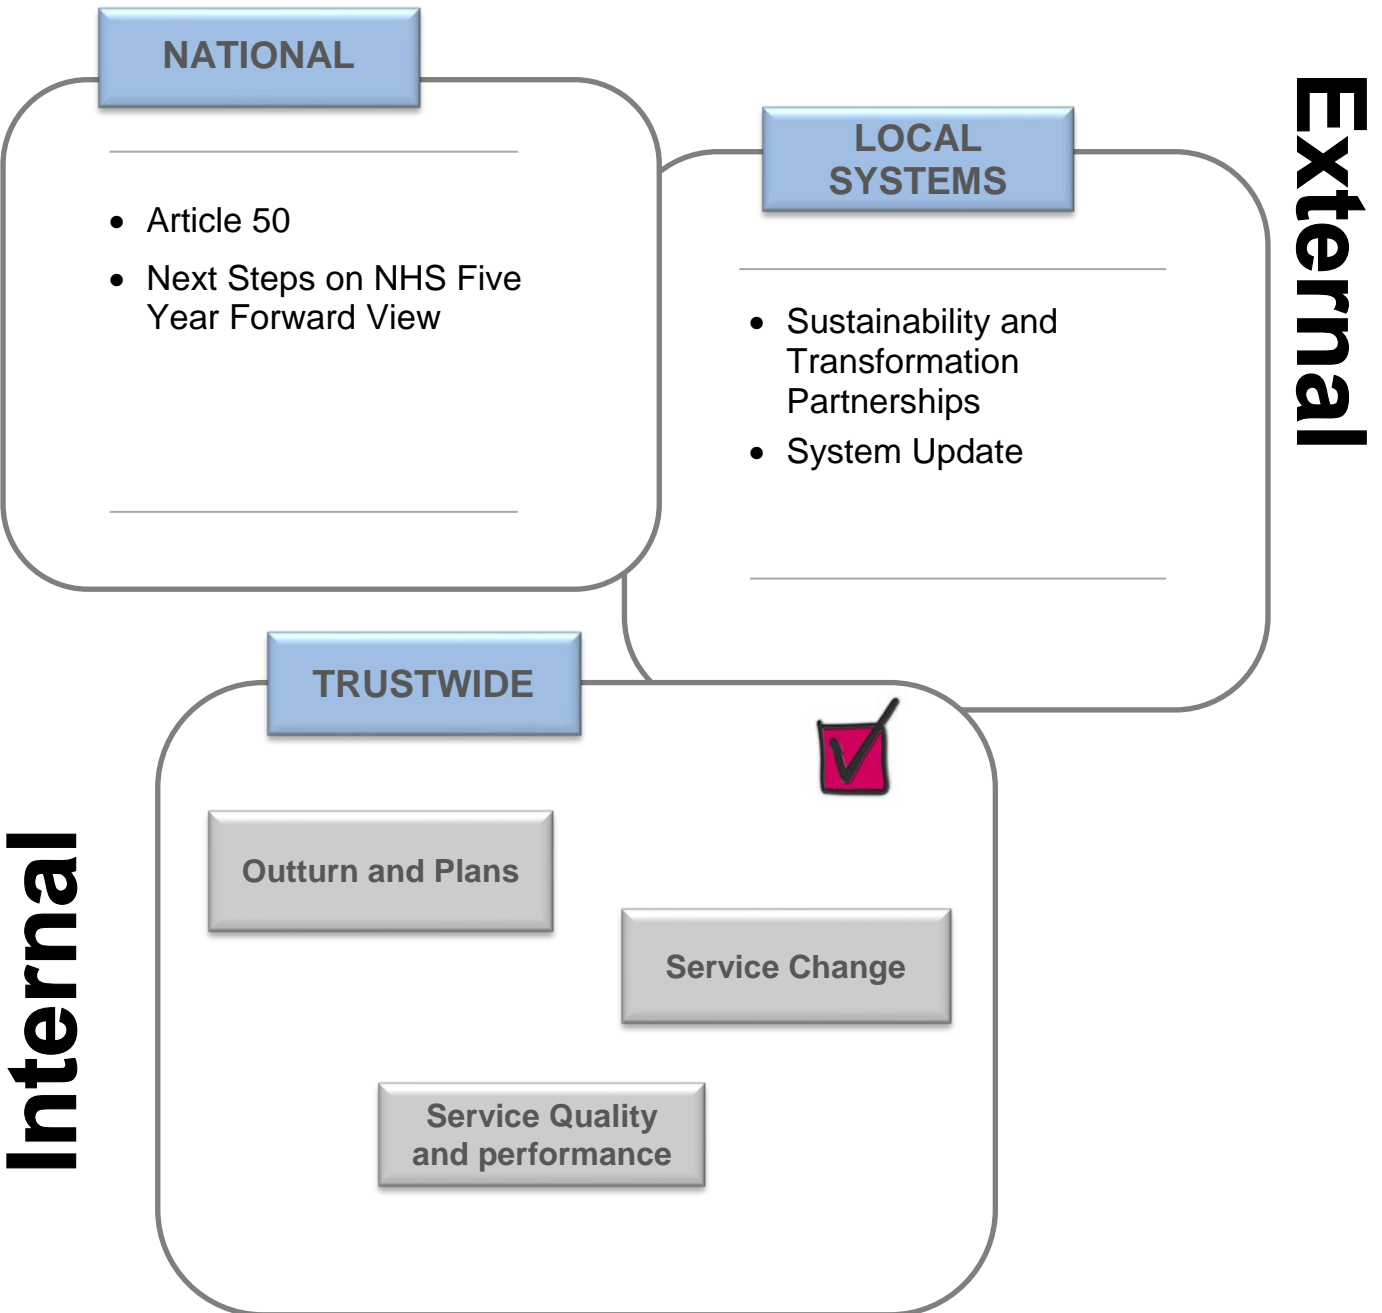 NATIONAL
• Article 50
• Next Steps on NHS Five
Year Forward View
External
LOCAL
SYSTEMS
• Sustainability and
Transformation
Partnerships
• System Update
Internal
TRUSTWIDE
Outturn and Plans
Service Change
Service Quality
and performance